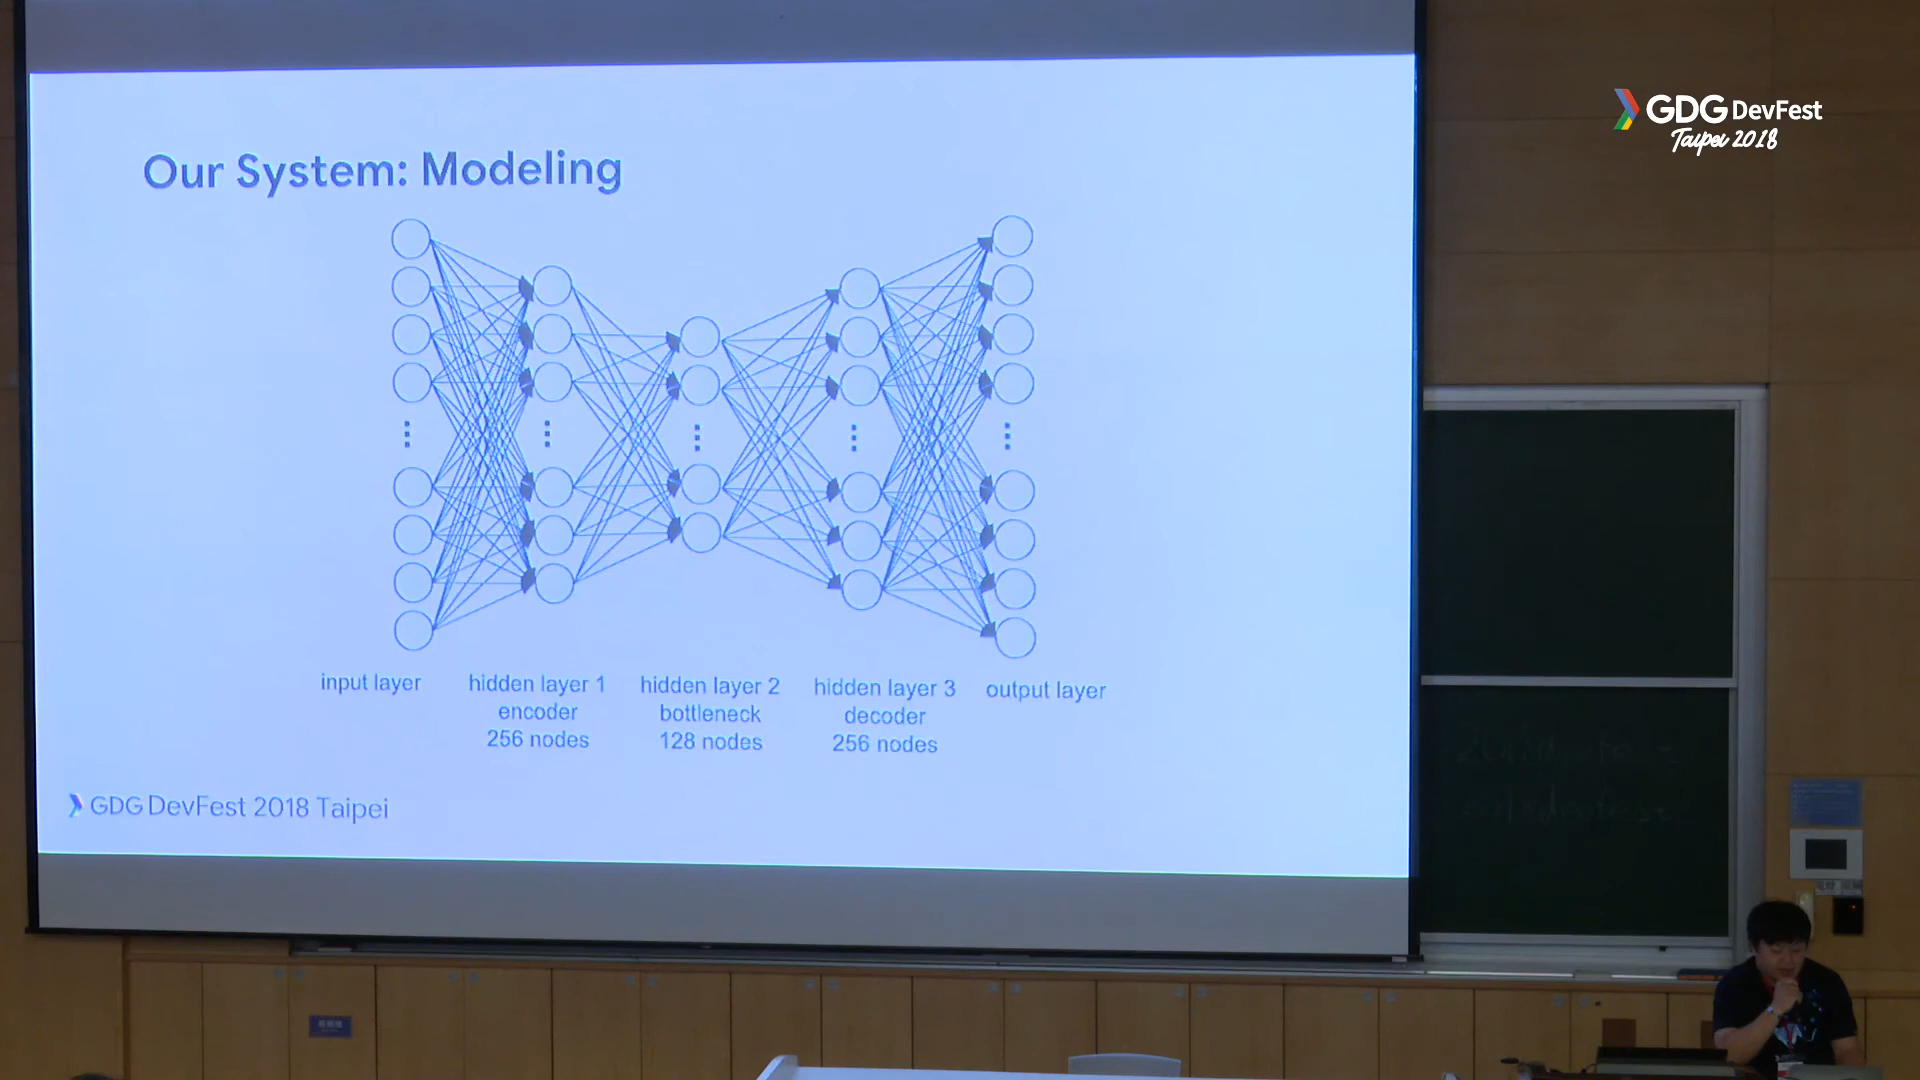 GDG DevFest
Taipei 2018
Our System: Modeling
input layer
hidden layer 1
encoder
256 nodes
hidden layer 2
bottleneck
128 nodes
hidden layer 3
decoder
256 nodes
output layer
GDG DevFest 2018 Taipei